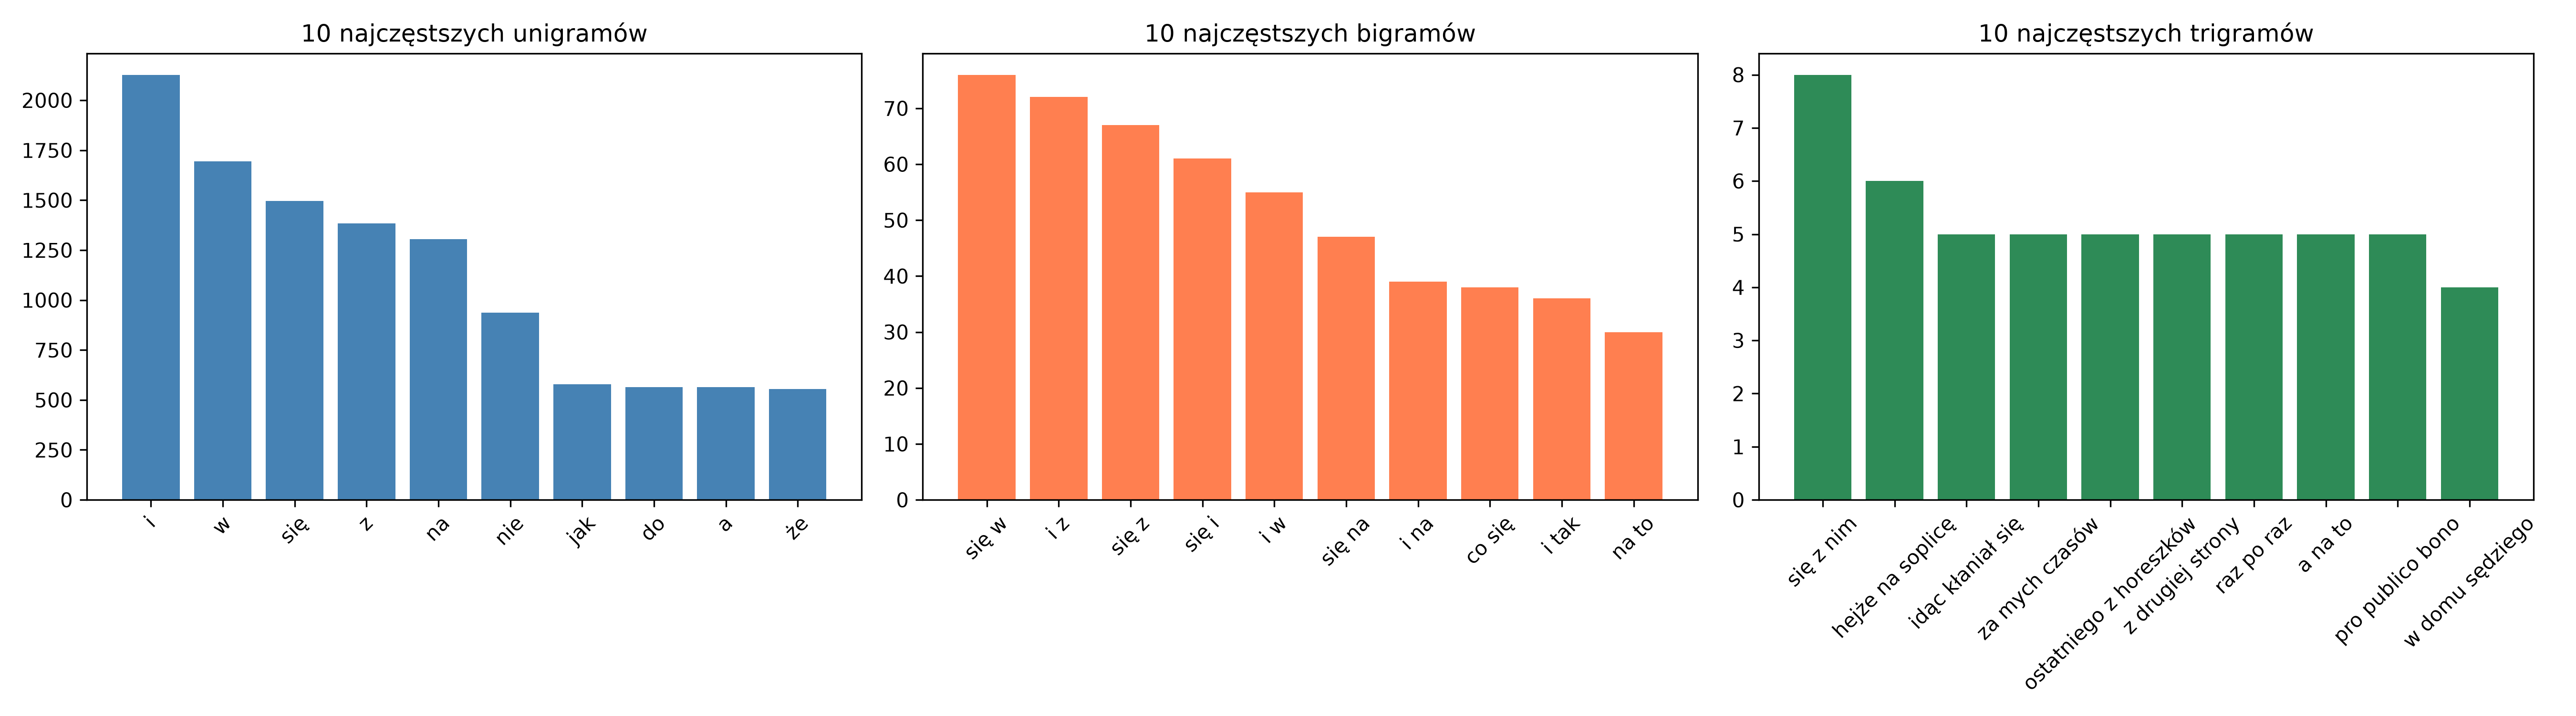 10 najczęstszych unigramów
2000
1750
1500
1250
1000
750
500
250
0
i
w
się
z
na
nie
jak
do
a
że
10 najczęstszych bigramów
70
60
50
40
30
20
10
0
się w
i z
się z
się i
i w
się na
i na
co się
i tak
na to
10 najczęstszych trigramów
8
7
6
5
4
3
2
1
0
się z nim
hejże na soplicę
idąc kłaniał się
za mych czasów
ostatniego z horeszków
z drugiej strony
raz po raz
a na to
pro publico bono
w domu sędziego